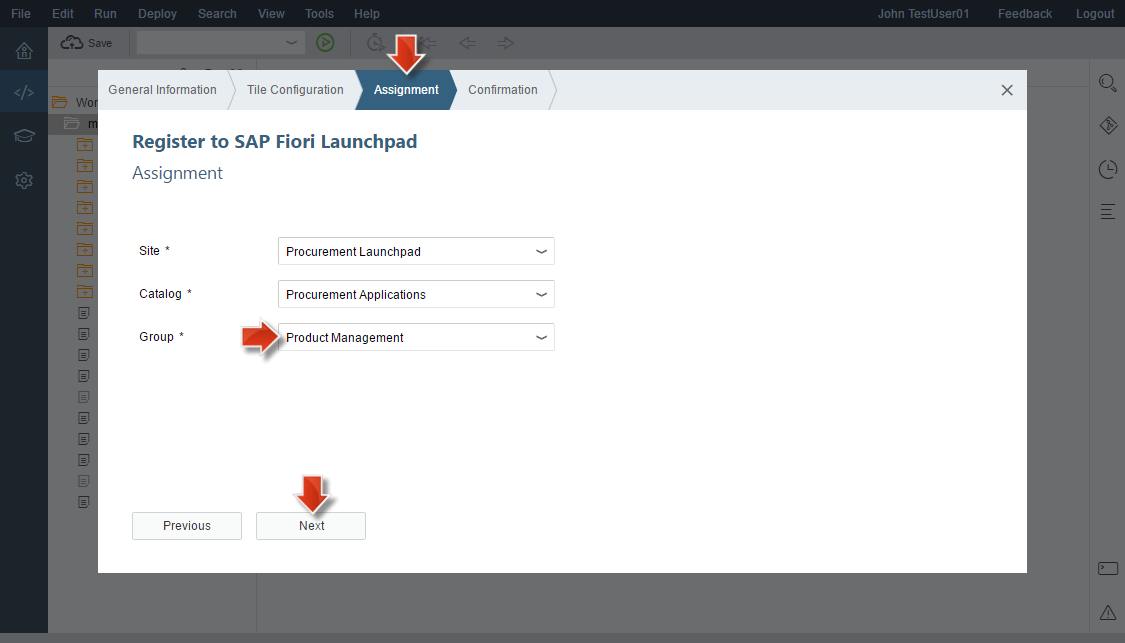 File Edit Run Deploy Search View Tools Help John TestUser01 Feedback Logout
Save
General Information Tile Configuration Assignment Confirmation
Wor
m
Register to SAP Fiori Launchpad
Assignment
Site * Procurement Launchpad
Catalog * Procurement Applications
Group * Product Management
Previous Next